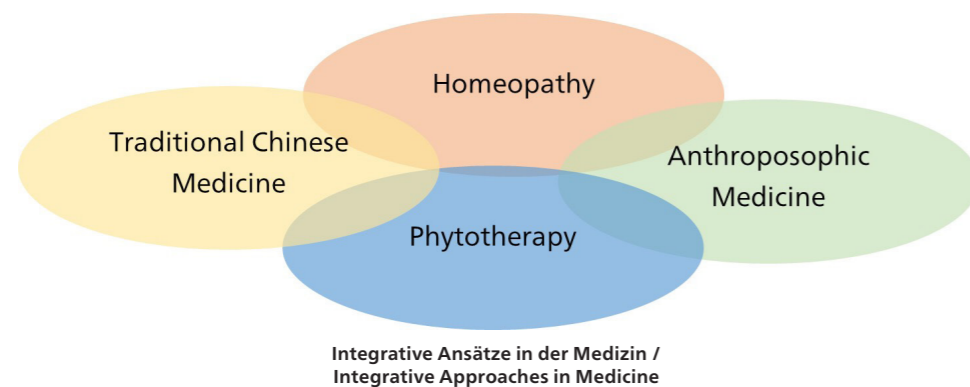 Homeopathy
Traditional Chinese
Medicine
Anthroposophic
Medicine
Phytotherapy
Integrative Ansätze in der Medizin /
Integrative Approaches in Medicine